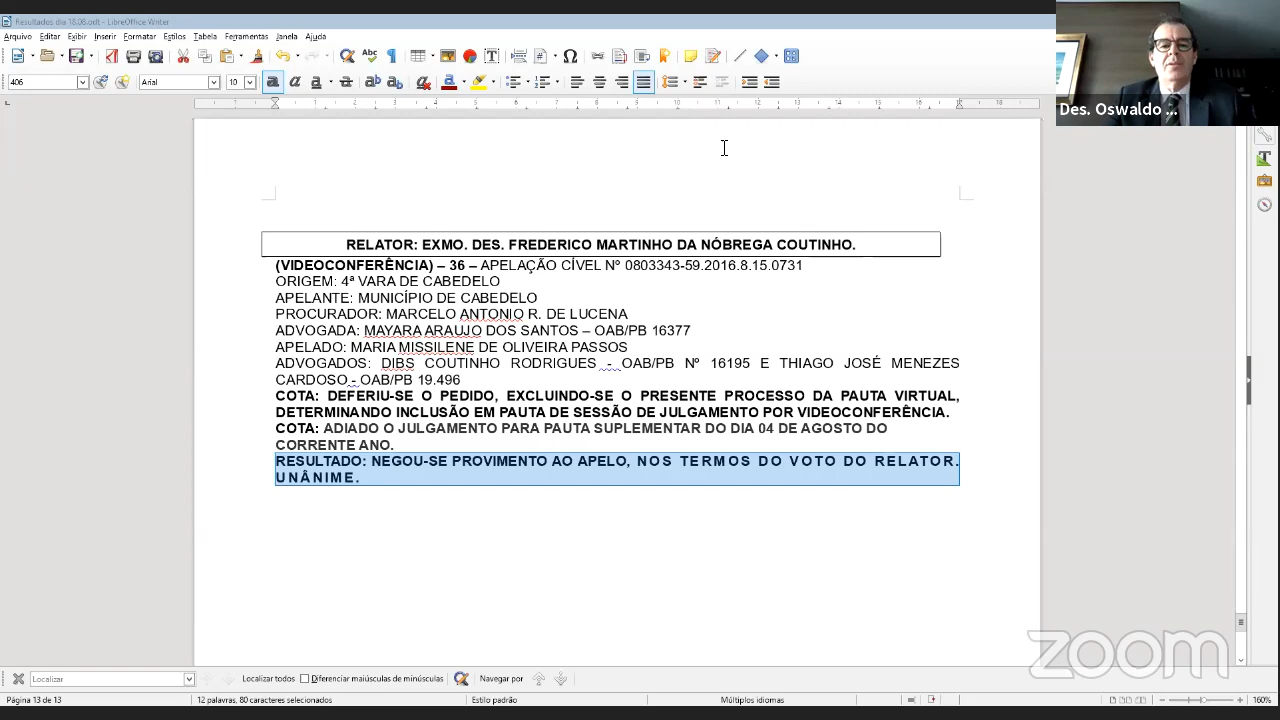 Resultados dia 18.08.odt - LibreOffice Writer
Arquivo Editar Exibir Inserir Formatar Estilos Tabela Ferramentas Janela Ajuda
406 Arial 10
Des. Oswaldo ...
RELATOR: EXMO. DES. FREDERICO MARTINHO DA NÓBREGA COUTINHO.
(VIDEOCONFERÊNCIA) – 36 – APELAÇÃO CÍVEL Nº 0803343-59.2016.8.15.0731
ORIGEM: 4ª VARA DE CABEDELO
APELANTE: MUNICÍPIO DE CABEDELO
PROCURADOR: MARCELO ANTONIO R. DE LUCENA
ADVOGADA: MAYARA ARAUJO DOS SANTOS – OAB/PB 16377
APELADO: MARIA MISSILENE DE OLIVEIRA PASSOS
ADVOGADOS: DIBS COUTINHO RODRIGUES - OAB/PB Nº 16195 E THIAGO JOSÉ MENEZES
CARDOSO - OAB/PB 19.496
COTA: DEFERIU-SE O PEDIDO, EXCLUINDO-SE O PRESENTE PROCESSO DA PAUTA VIRTUAL,
DETERMINANDO INCLUSÃO EM PAUTA DE SESSÃO DE JULGAMENTO POR VIDEOCONFERÊNCIA.
COTA: ADIADO O JULGAMENTO PARA PAUTA SUPLEMENTAR DO DIA 04 DE AGOSTO DO
CORRENTE ANO.
RESULTADO: NEGOU-SE PROVIMENTO AO APELO, NOS TERMOS DO VOTO DO RELATOR.
UNÂNIME.
zoom
Localizar Localizar todos Diferenciar maiúsculas de minúsculas Navegar por
Página 13 de 13 12 palavras, 80 caracteres selecionados Estilo padrão Múltiplos idiomas 160%